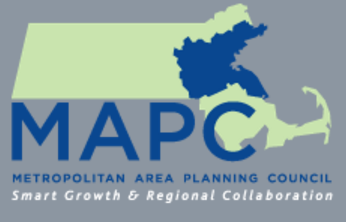 MAPC
METROPOLITAN AREA PLANNING COUNCIL
Smart Growth & Regional Collaboration